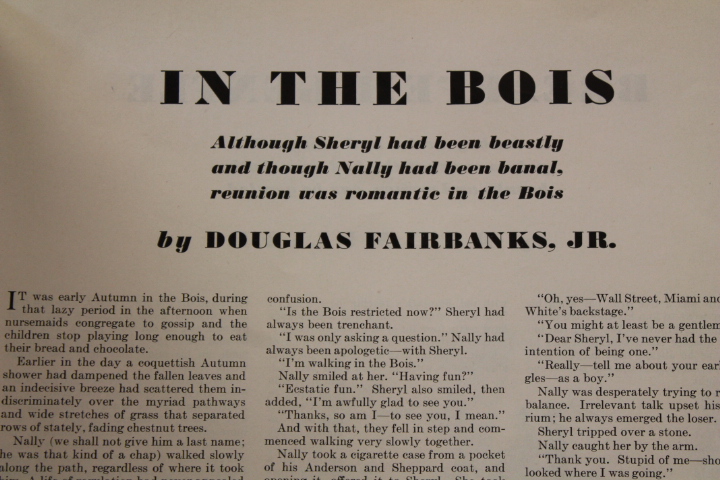 IN THE BOIS
Although Sheryl had been beastly
and though Nally had been banal,
reunion was romantic in the Bois
by DOUGLAS FAIRBANKS, JR.
IT was early Autumn in the Bois, during
that lazy period in the afternoon when
nursemaids congregate to gossip and the
children stop playing long enough to eat
their bread and chocolate.
Earlier in the day a coquettish Autumn
shower had dampened the fallen leaves and
an indecisive breeze had scattered them in-
discriminately over the myriad pathways
and wide stretches of grass that separated
rows of stately, fading chestnut trees.
Nally (we shall not give him a last name;
he was that kind of a chap) walked slowly
along the path, regardless of where it took
confusion.
"Is the Bois restricted now?" Sheryl had
always been trenchant.
"I was only asking a question." Nally had
always been apologetic—with Sheryl.
"I'm walking in the Bois."
Nally smiled at her. "Having fun?"
"Ecstatic fun." Sheryl also smiled, then
added, "I'm awfully glad to see you."
"Thanks, so am I—to see you, I mean."
And with that, they fell in step and com-
menced walking very slowly together.
Nally took a cigarette case from a pocket
of his Anderson and Sheppard coat, and
"Oh, yes—Wall Street, Miami and
White's backstage."
"You might at least be a gentlem
"Dear Sheryl, I've never had the
intention of being one."
"Really—tell me about your earl
gles—as a boy."
Nally was desperately trying to r
balance. Irrelevant talk upset his
rium; he always emerged the loser.
Sheryl tripped over a stone.
Nally caught her by the arm.
"Thank you. Stupid of me—sho
looked where I was going."